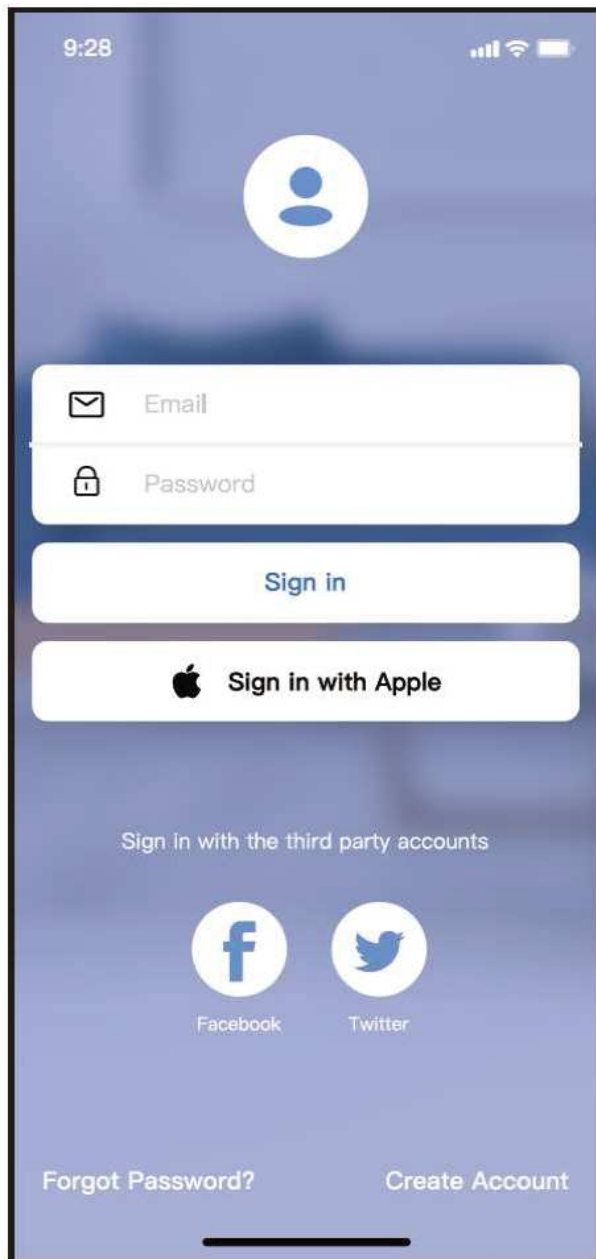 9:28
Email
Password
Sign in
Sign in with Apple
Sign in with the third party accounts
Facebook Twitter
Forgot Password? Create Account